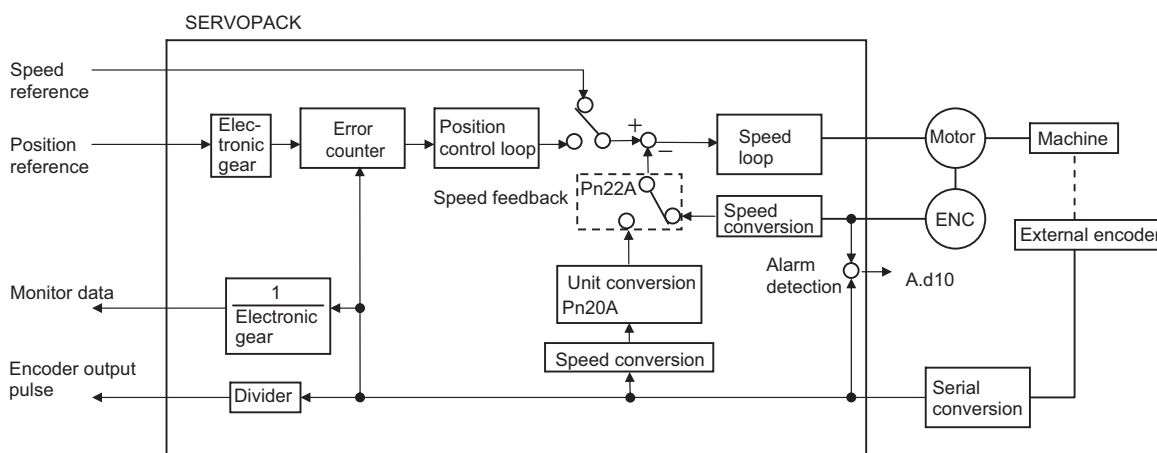 SERVOPACK
Speed
reference
Position
reference
Elec-
tronic
gear
Error
counter
Position
control loop
+
−
Speed
loop
Motor
Machine
Speed feedback
Pn22A
Speed
conversion
ENC
External encoder
Unit conversion
Pn20A
Alarm
detection
A.d10
Monitor data
1
Electronic
gear
Speed conversion
Encoder output
pulse
Divider
Serial
conversion